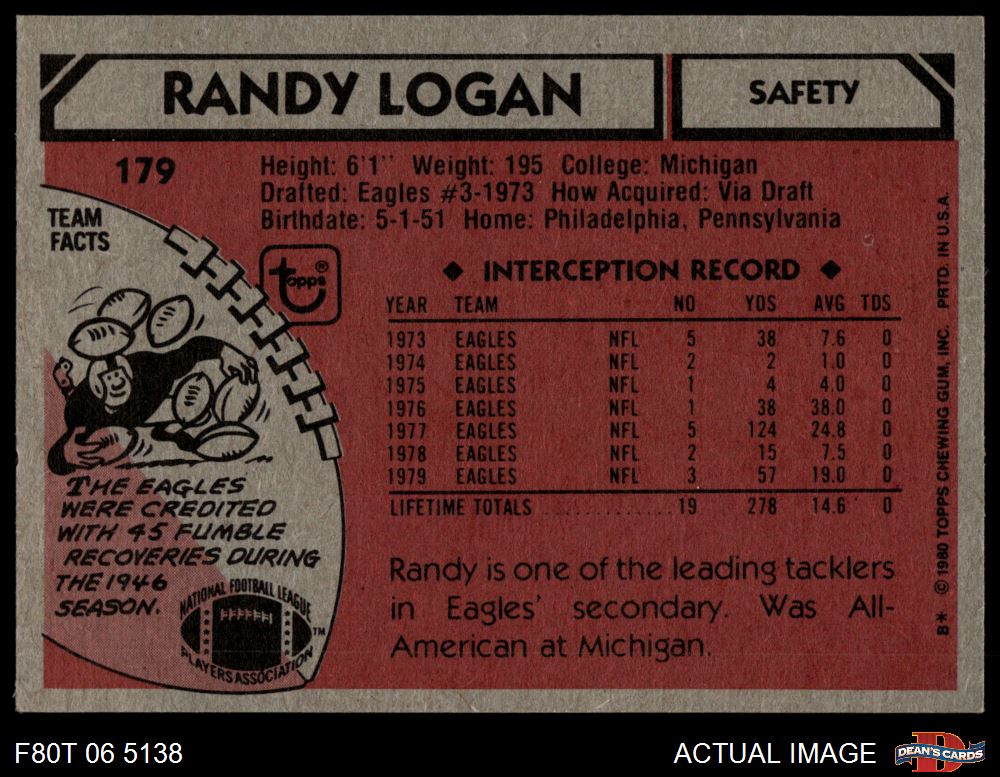 RANDY LOGAN
SAFETY
179
Height: 6'1" Weight: 195 College: Michigan
Drafted: Eagles #3-1973 How Acquired: Via Draft
Birthdate: 5-1-51 Home: Philadelphia, Pennsylvania
TEAM
FACTS
topps®
◆ INTERCEPTION RECORD ◆
YEAR TEAM NO YDS AVG TDS
1973 EAGLES NFL 5 38 7.6 0
1974 EAGLES NFL 2 2 1.0 0
1975 EAGLES NFL 1 4 4.0 0
1976 EAGLES NFL 1 38 38.0 0
1977 EAGLES NFL 5 124 24.8 0
1978 EAGLES NFL 2 15 7.5 0
1979 EAGLES NFL 3 57 19.0 0
LIFETIME TOTALS ............... 19 278 14.6 0
THE EAGLES
WERE CREDITED
WITH 45 FUMBLE
RECOVERIES DURING
THE 1946
SEASON.
NATIONAL FOOTBALL LEAGUE
PLAYERS ASSOCIATION
TM
Randy is one of the leading tacklers
in Eagles' secondary. Was All-
American at Michigan.
B* © 1980 TOPPS CHEWING GUM, INC. PRTD. IN U.S.A.
F80T 06 5138
ACTUAL IMAGE
D
DEAN'S CARDS